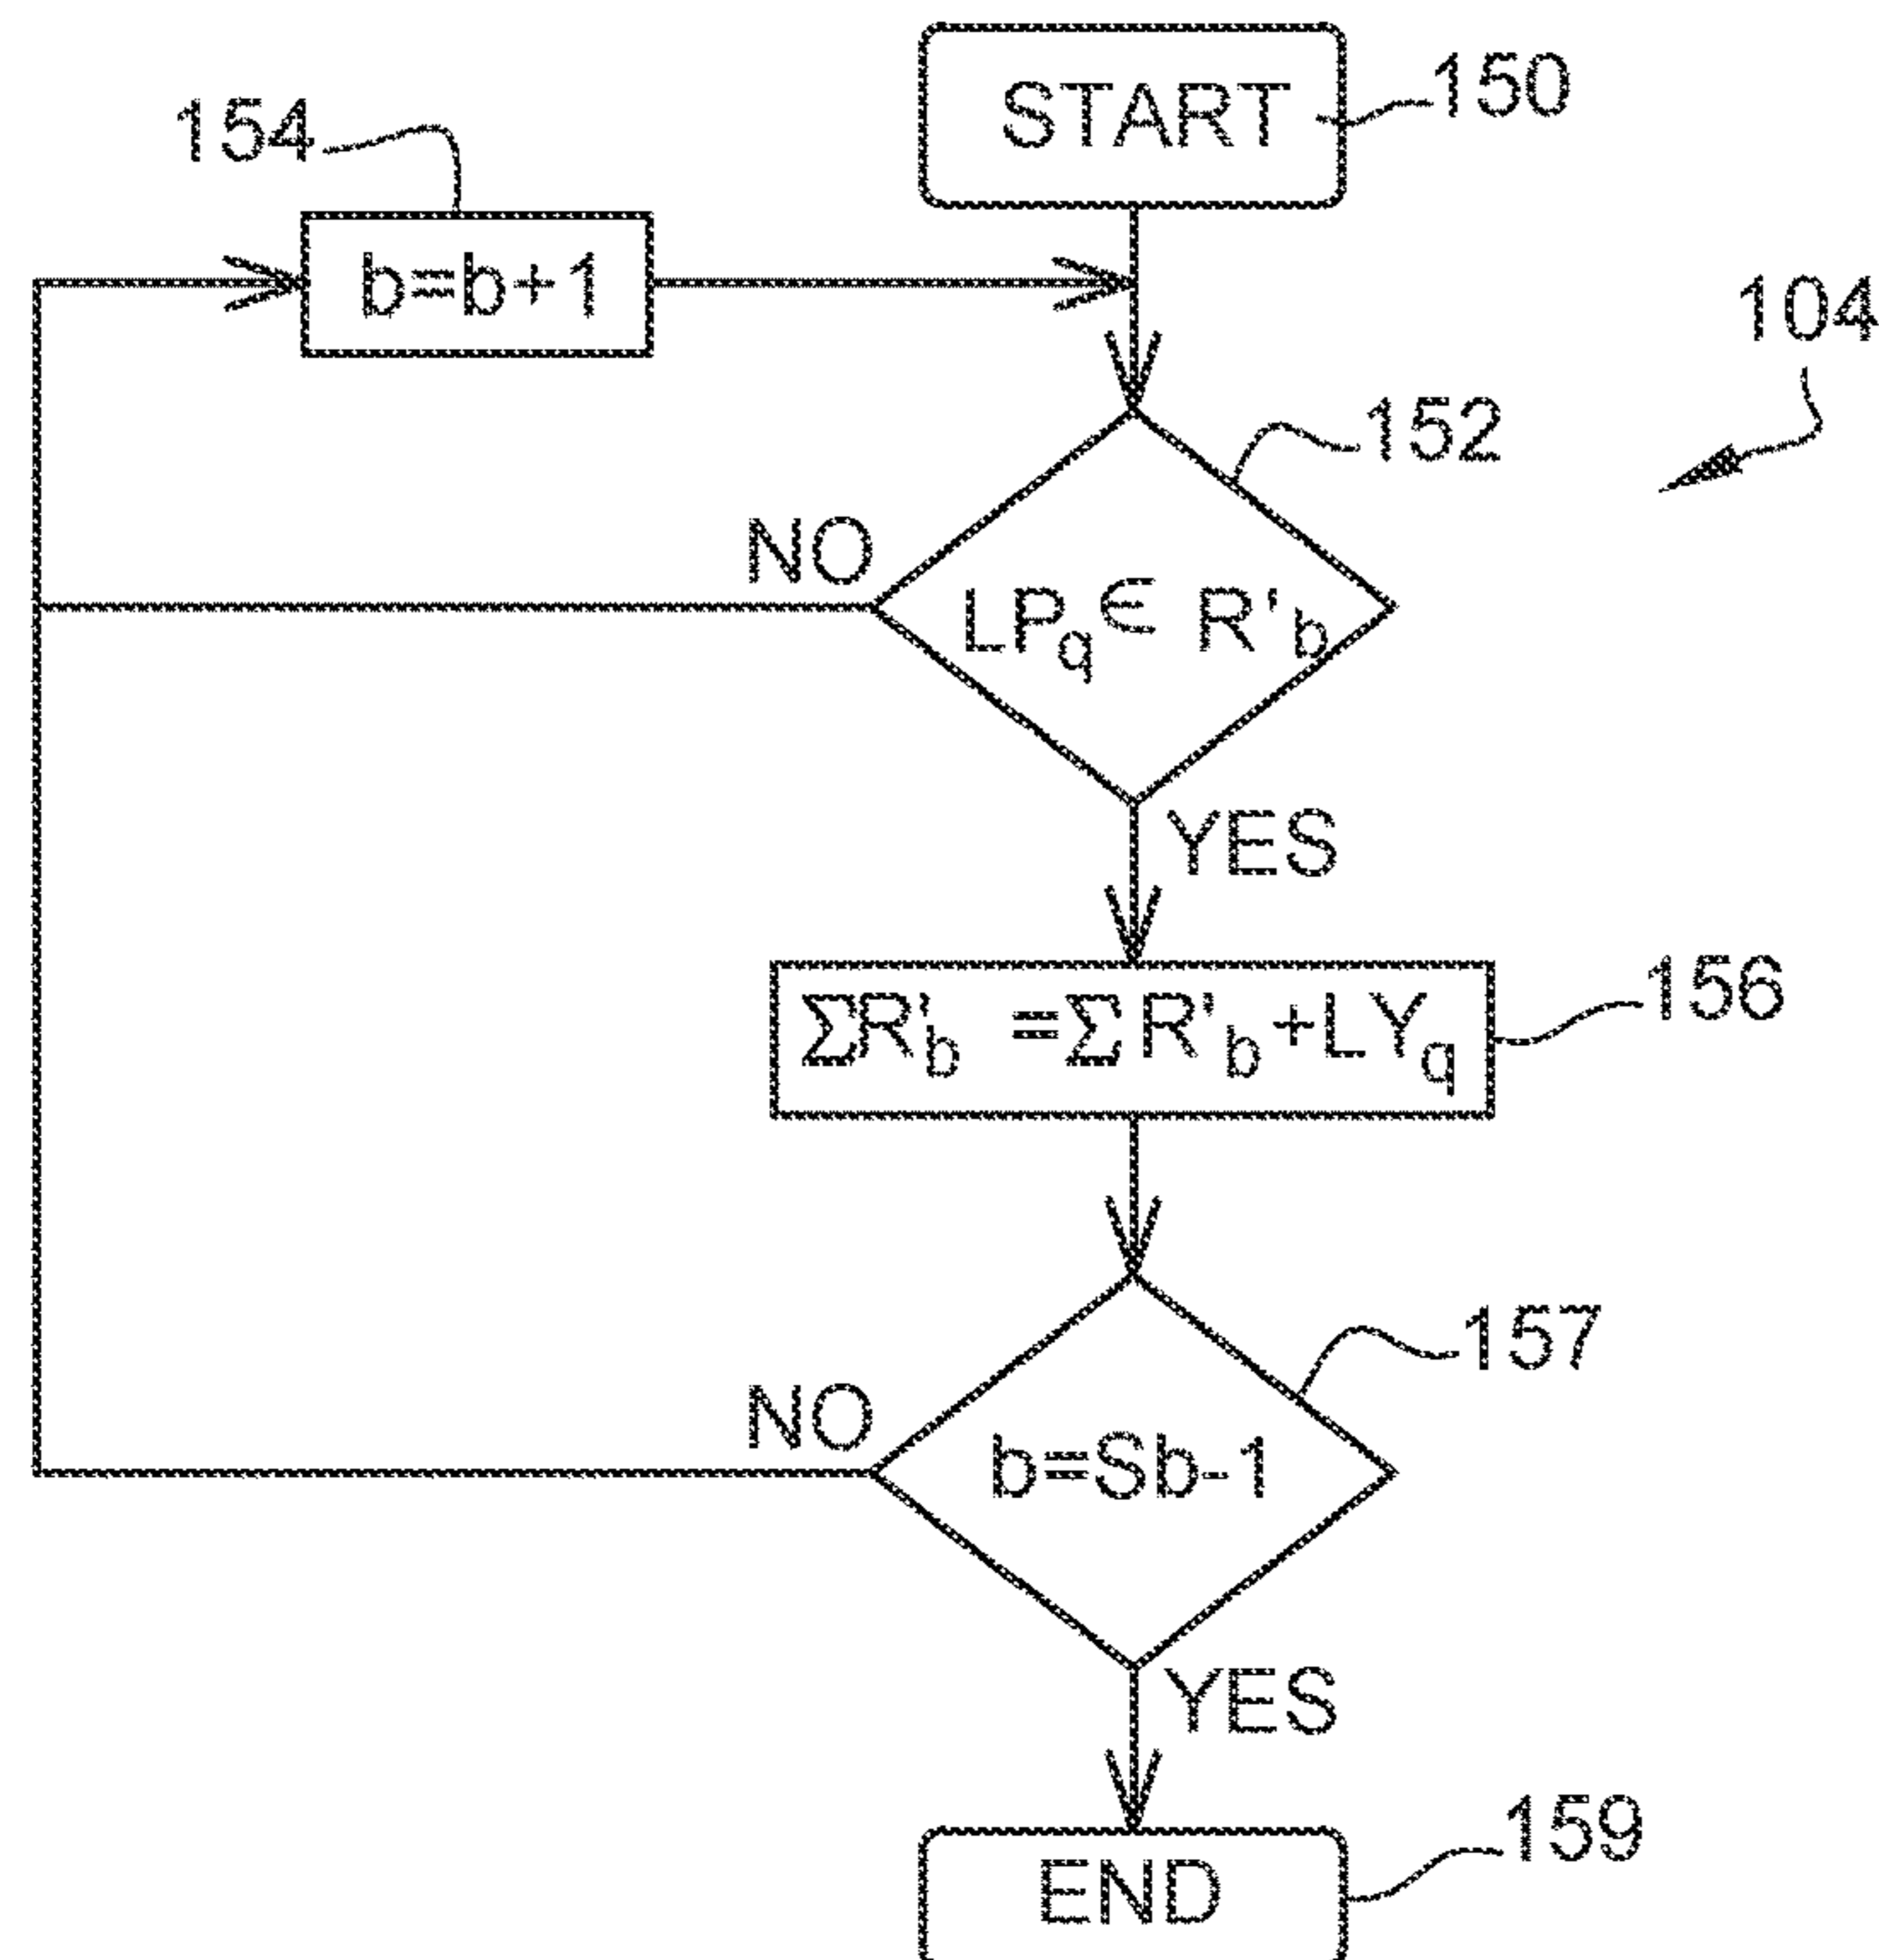 START
150
154
b=b+1
104
152
NO
LPq∈ R'b
YES
ΣR'b =Σ R'b+LYq
156
157
NO
b=Sb-1
YES
159
END